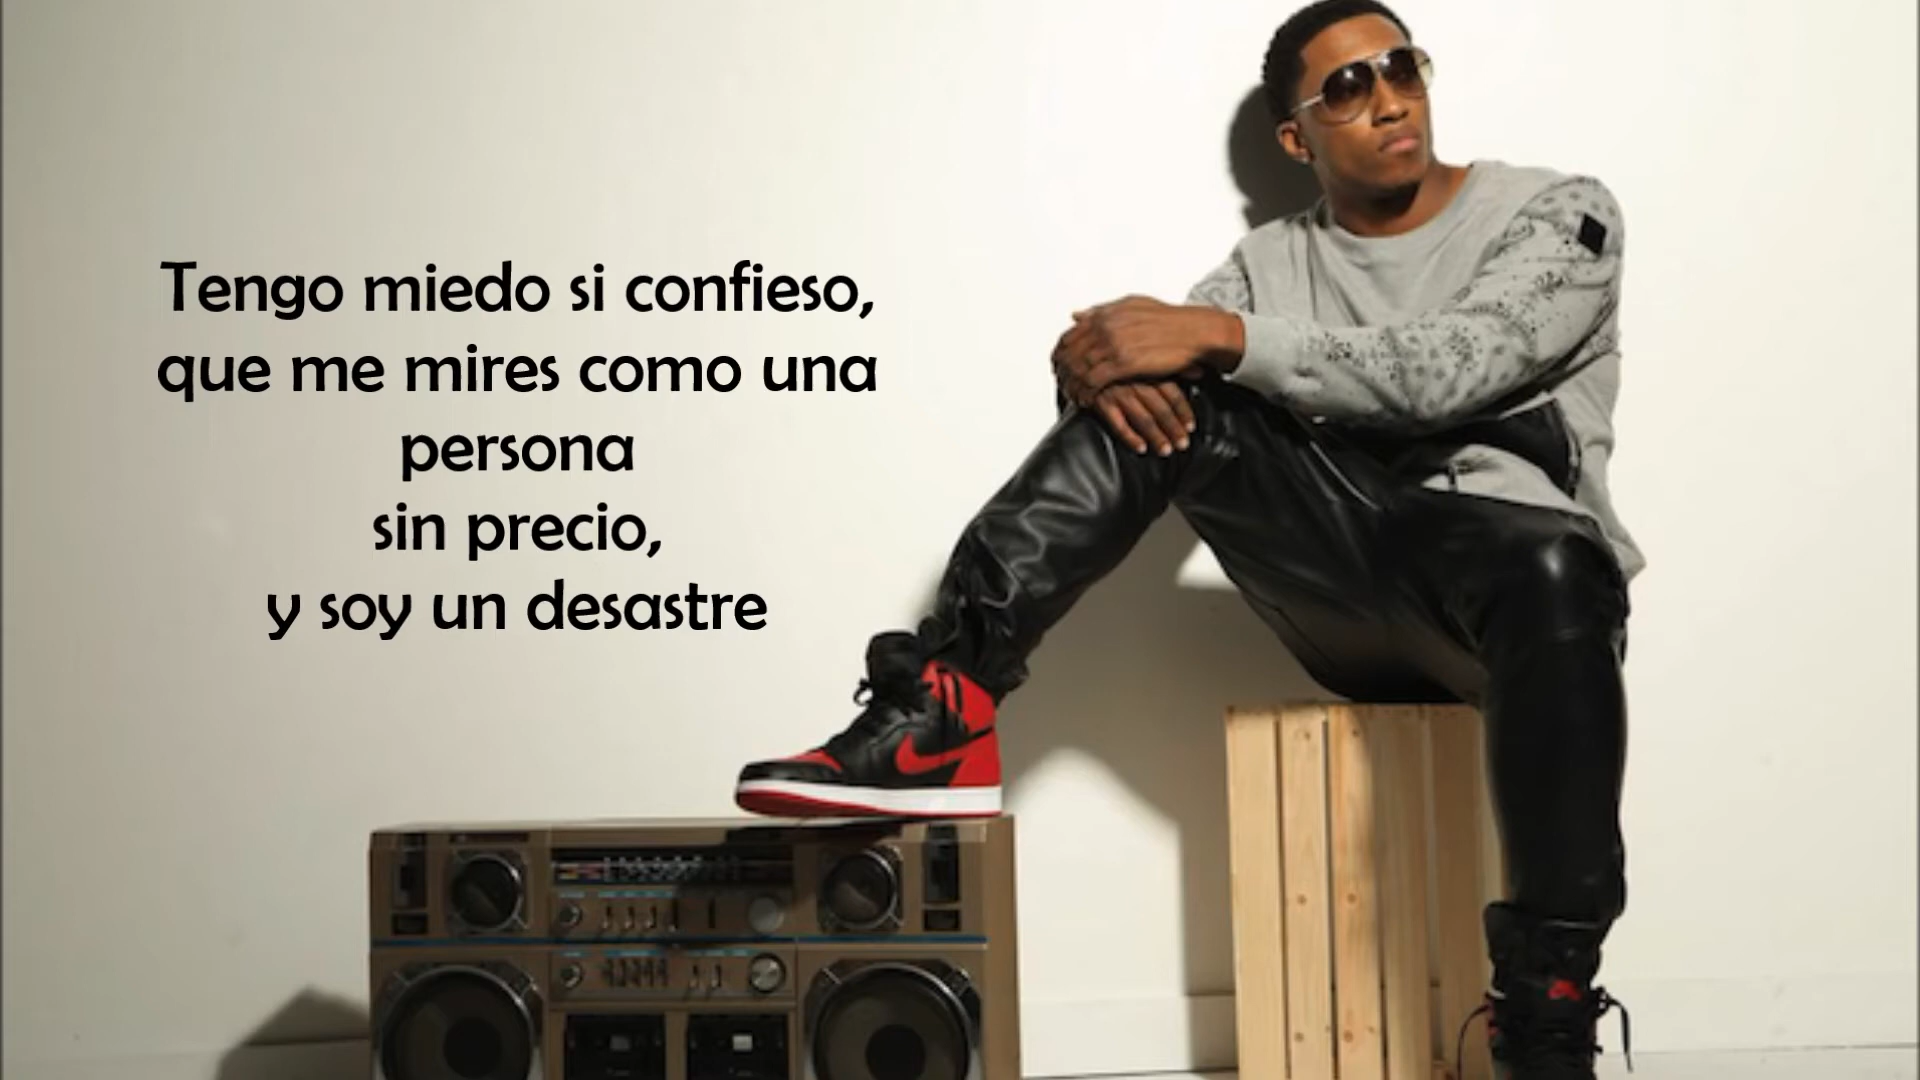 Tengo miedo si confieso,
que me mires como una
persona
sin precio,
y soy un desastre